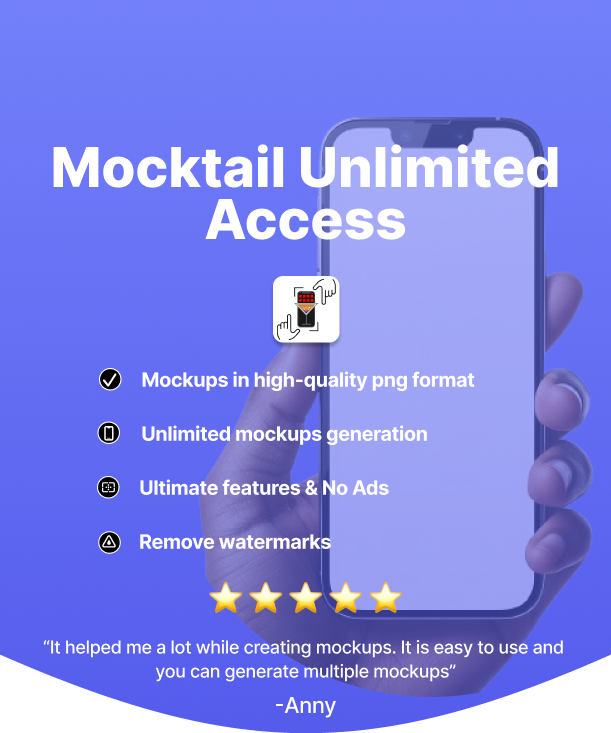 Mocktail Unlimited
Access
Mockups in high-quality png format
Unlimited mockups generation
Ultimate features & No Ads
Remove watermarks
“It helped me a lot while creating mockups. It is easy to use and
you can generate multiple mockups”
-Anny